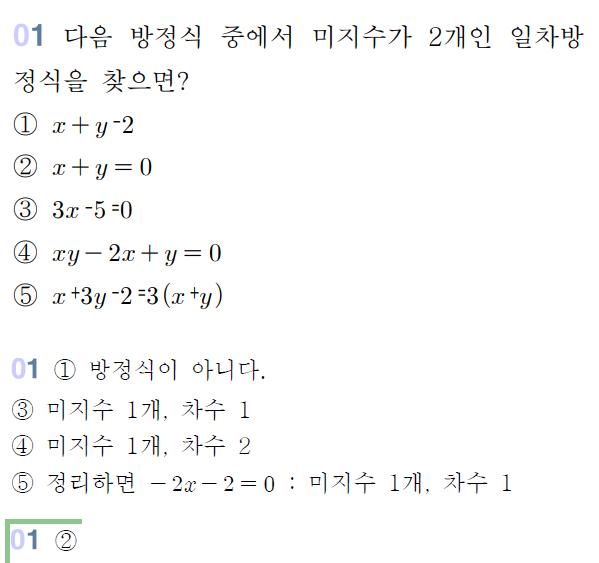 01 다음 방정식 중에서 미지수가 2개인 일차방
정식을 찾으면?
① x+y-2
② x+y=0
③ 3x-5=0
④ xy-2x+y=0
⑤ x+3y-2=3(x+y)
01 ① 방정식이 아니다.
③ 미지수 1개, 차수 1
④ 미지수 1개, 차수 2
⑤ 정리하면 -2x-2=0 : 미지수 1개, 차수 1
01 ②